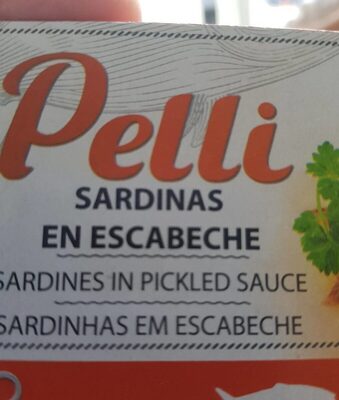 Pelli
SARDINAS
EN ESCABECHE
SARDINES IN PICKLED SAUCE
SARDINHAS EM ESCABECHE